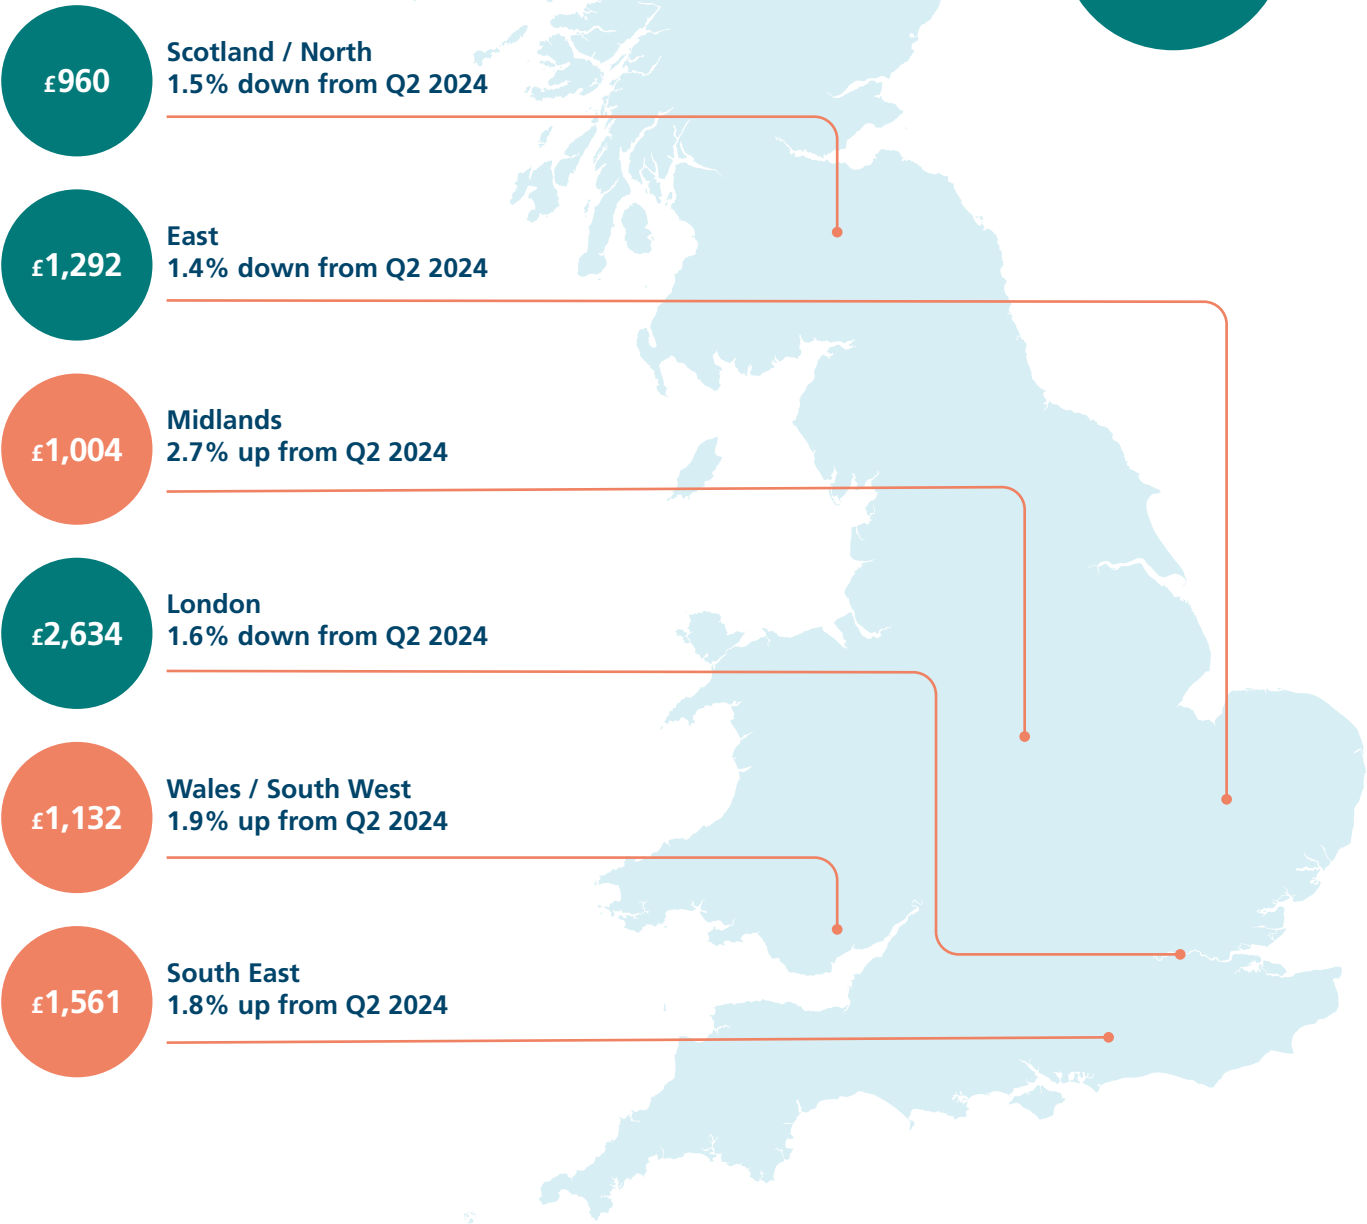 £960
Scotland / North
1.5% down from Q2 2024
£1,292
East
1.4% down from Q2 2024
£1,004
Midlands
2.7% up from Q2 2024
£2,634
London
1.6% down from Q2 2024
£1,132
Wales / South West
1.9% up from Q2 2024
£1,561
South East
1.8% up from Q2 2024